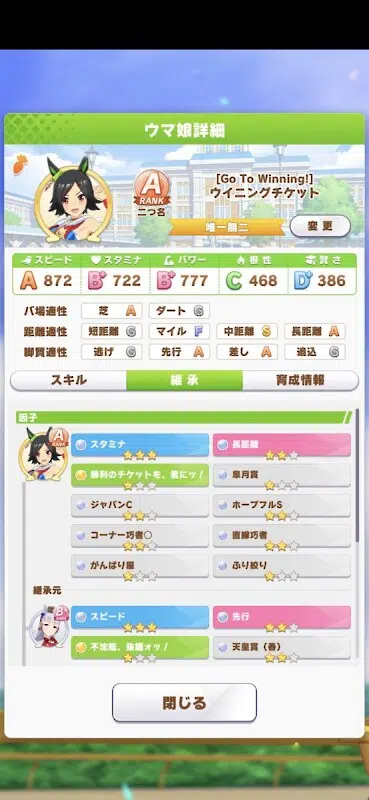 ウマ娘詳細
A
RANK
二つ名
[Go To Winning!]
ウイニングチケット
唯一無二
変更
スピード スタミナ パワー 根性 賢さ
A 872 B+ 722 B+ 777 C 468 D+ 386
バ場適性 芝 A ダート G
距離適性 短距離 G マイル F 中距離 S 長距離 A
脚質適性 逃げ G 先行 A 差し A 追込 G
スキル 継承 育成情報
因子
A
RANK
スタミナ 長距離
勝利のチケットを、君にッ! 皐月賞
ジャパンC ホープフルS
コーナー巧者○ 直線巧者
がんばり屋 ふり絞り
継承元
B+
スピード 先行
不沈艦、抜錨ォッ! 天皇賞（春）
閉じる